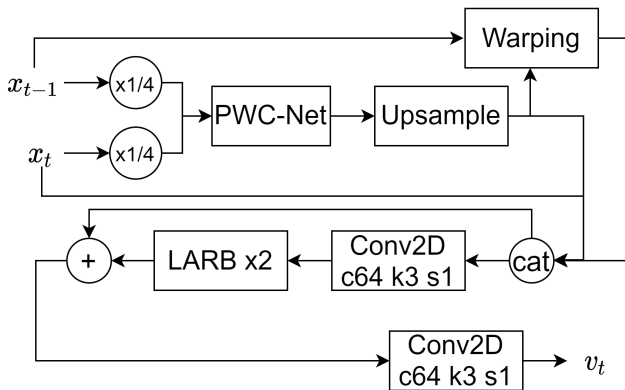 Warping
x_{t-1}
x1/4
PWC-Net
Upsample
x_t
x1/4
+
LARB x2
Conv2D
c64 k3 s1
cat
Conv2D
c64 k3 s1
v_t